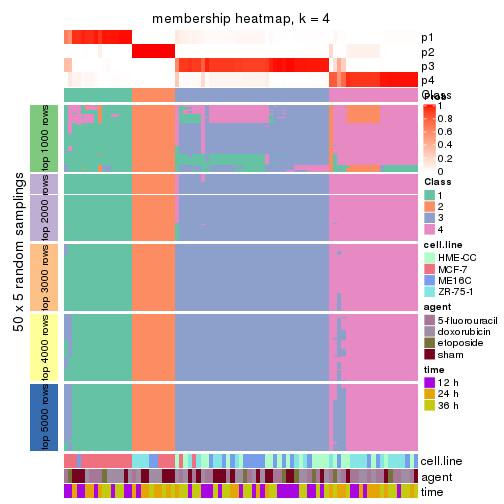 membership heatmap, k = 4
p1
p2
p3
p4
Class
Prob
1
0.8
0.6
0.4
0.2
0
Class
1
2
3
4
cell.line
HME-CC
MCF-7
ME16C
ZR-75-1
agent
5-fluorouracil
doxorubicin
etoposide
sham
time
12 h
24 h
36 h
50 x 5 random samplings
top 1000 rows
top 2000 rows
top 3000 rows
top 4000 rows
top 5000 rows
cell.line
agent
time